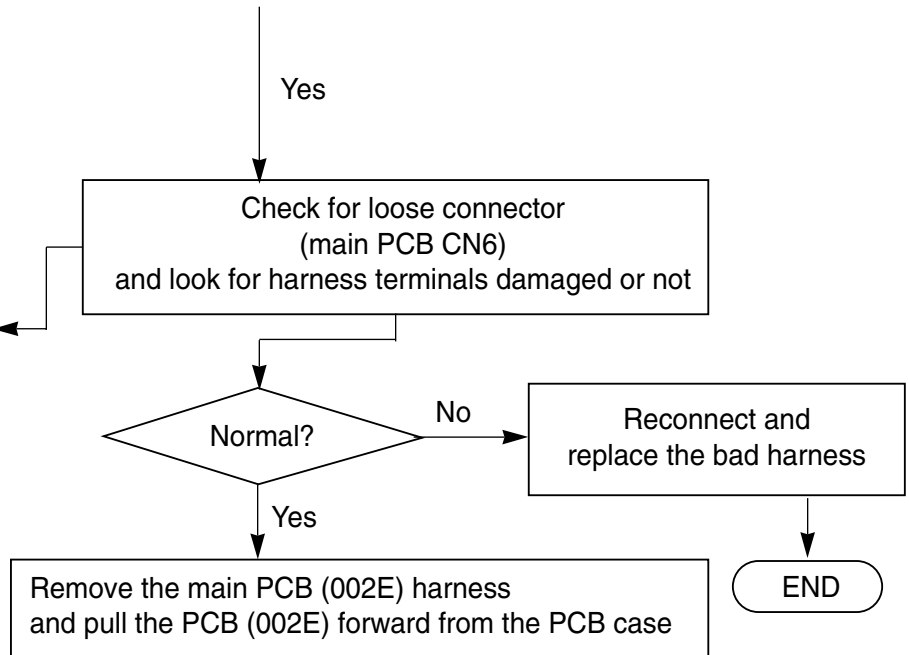 Yes
Check for loose connector
(main PCB CN6)
and look for harness terminals damaged or not
Normal?
No
Reconnect and
replace the bad harness
Yes
Remove the main PCB (002E) harness
and pull the PCB (002E) forward from the PCB case
END